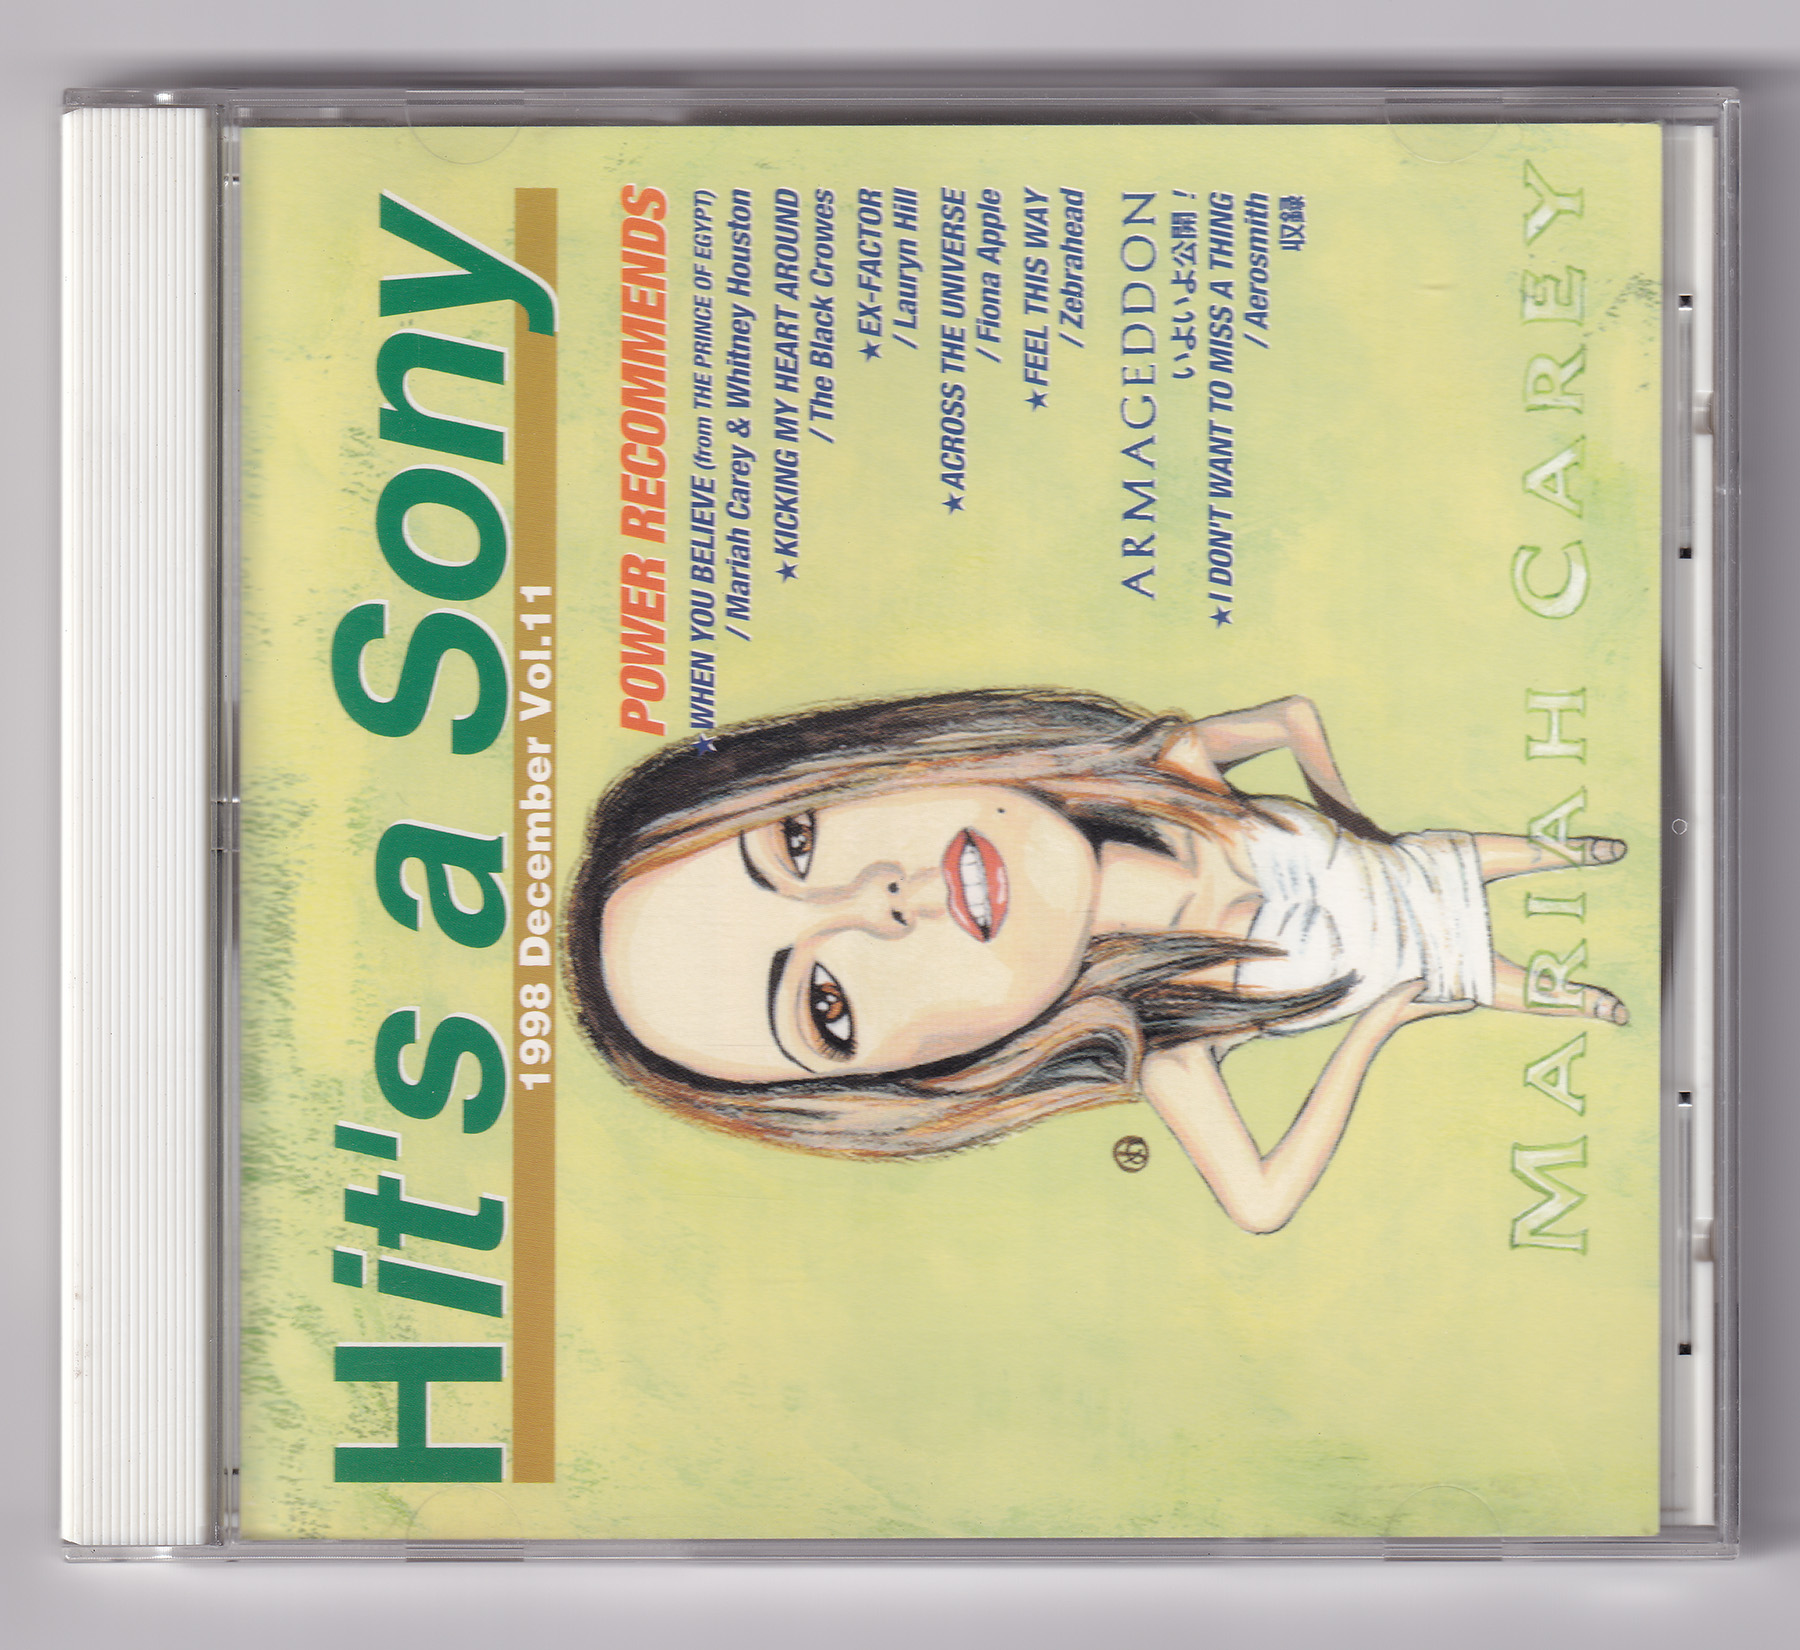 Hit's a Sony
1998 December Vol.11
POWER RECOMMENDS
★WHEN YOU BELIEVE (from THE PRINCE OF EGYPT)
/ Mariah Carey & Whitney Houston
★KICKING MY HEART AROUND
/ The Black Crowes
★EX-FACTOR
/ Lauryn Hill
★ACROSS THE UNIVERSE
/ Fiona Apple
★FEEL THIS WAY
/ Zebrahead
ARMAGEDDON
いよいよ公開！
★I DON'T WANT TO MISS A THING
/ Aerosmith
収録
MARIAH CAREY